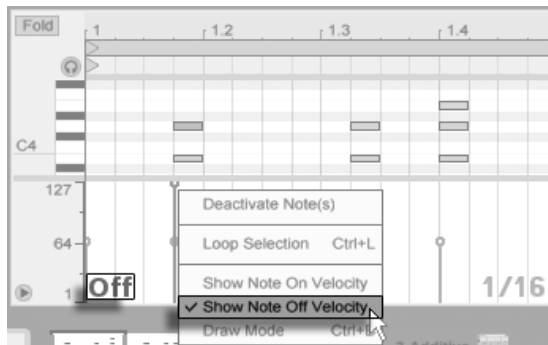 Fold
1 1.2 1.3 1.4
C4
127
64
1
Off
1/16
Deactivate Note(s)
Loop Selection Ctrl+L
Show Note On Velocity
✓ Show Note Off Velocity
Draw Mode